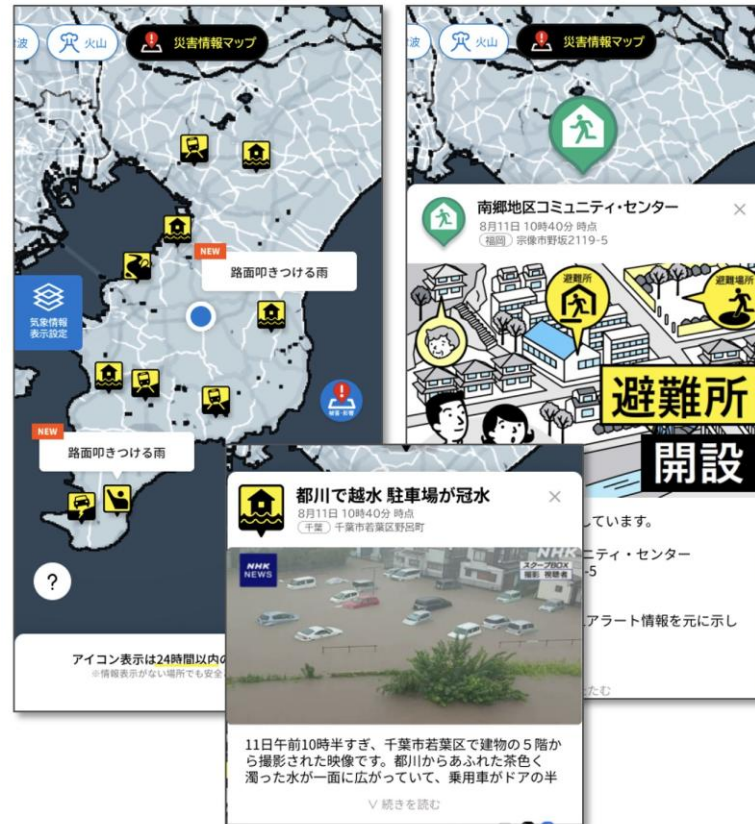 波
火山
災害情報マップ
NEW
路面叩きつける雨
気象情報
表示設定
被害・影響
NEW
路面叩きつける雨
?
アイコン表示は24時間以内の
※情報表示がない場所でも安全
波
火山
災害情報マップ
南郷地区コミュニティ・センター
8月11日 10時40分 時点
福岡 宗像市野坂2119-5
避難所
避難場所
避難所
開設
しています。
ニティ・センター
-5
アラート情報を元に示し
たたむ
都川で越水 駐車場が冠水
8月11日 10時40分 時点
千葉 千葉市若葉区野呂町
NHK
NEWS
NHK
スクープBOX
撮影 視聴者
11日午前10時半すぎ、千葉市若葉区で建物の5階か
ら撮影された映像です。都川からあふれた茶色く
濁った水が一面に広がっていて、乗用車がドアの半
続きを読む